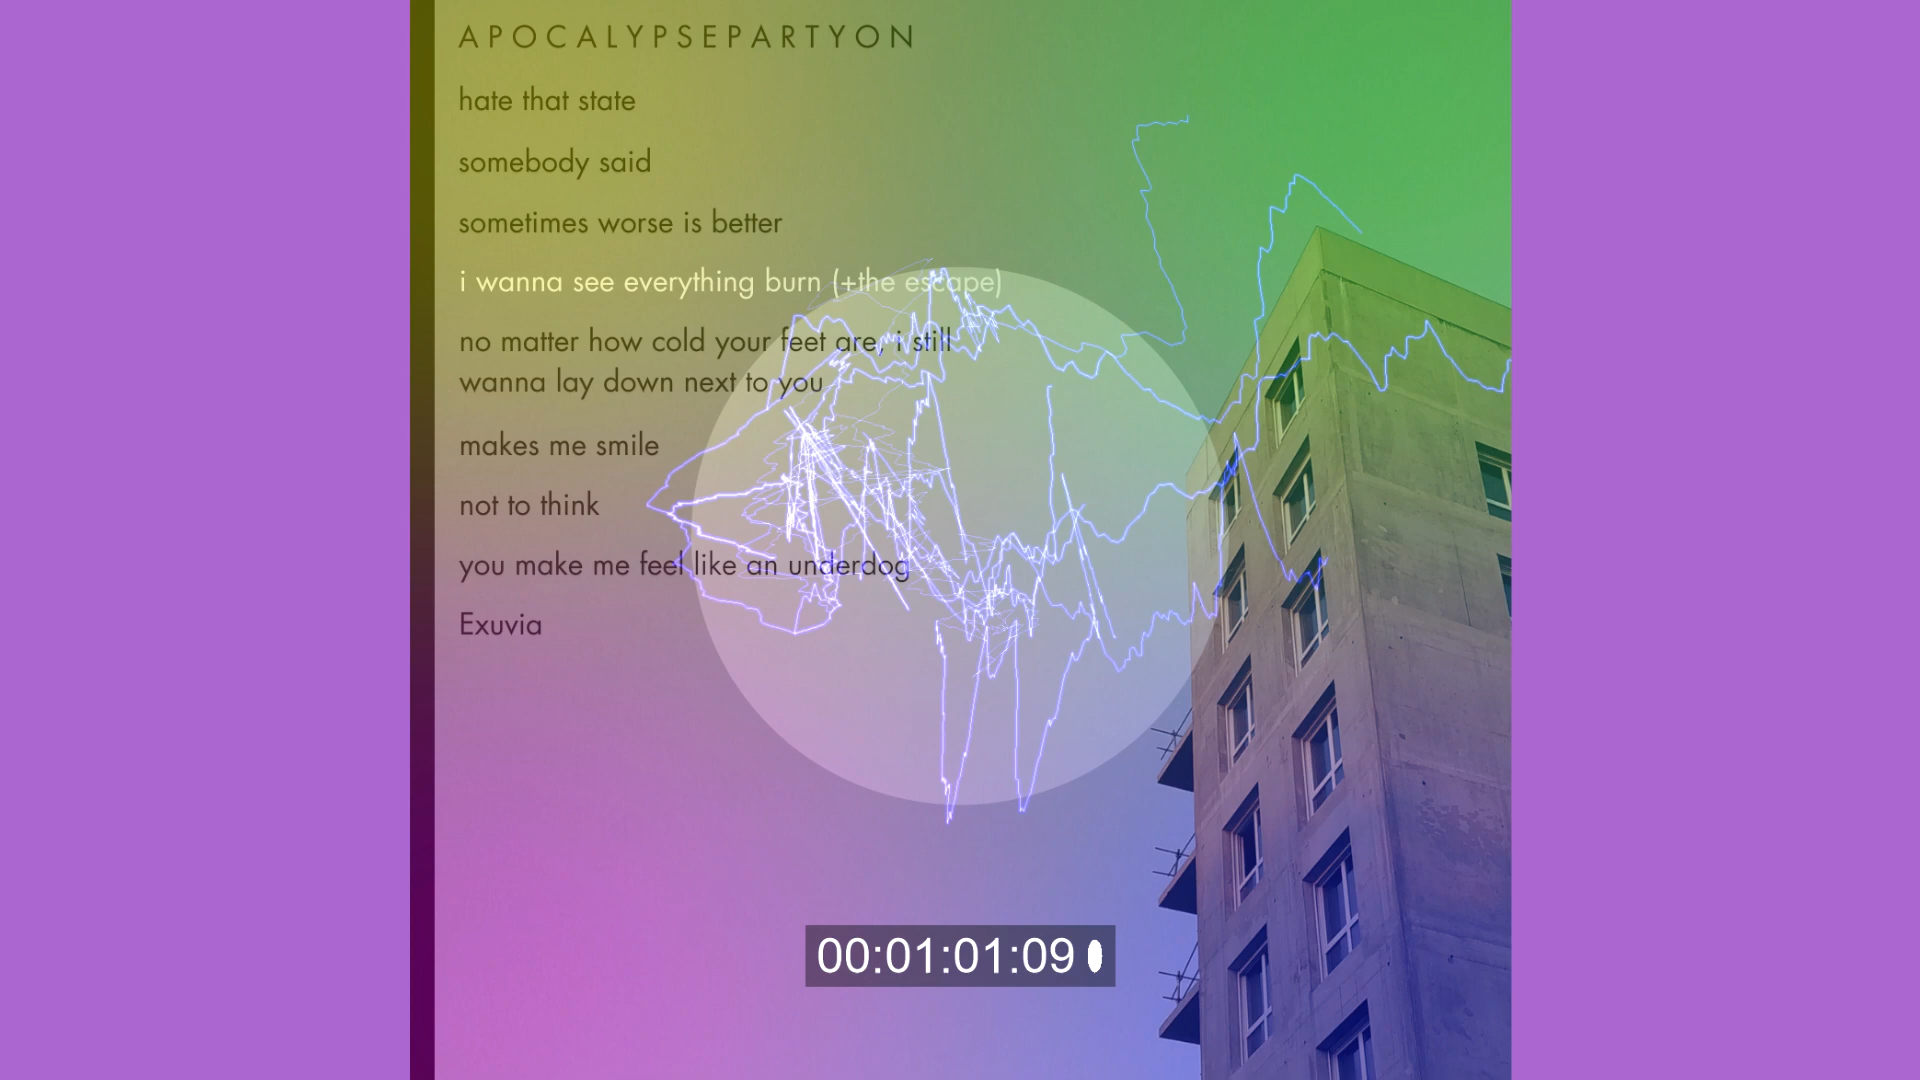 APOCALYPSEPARTYON
hate that state
somebody said
sometimes worse is better
i wanna see everything burn (+the escape)
no matter how cold your feet are, i still
wanna lay down next to you
makes me smile
not to think
you make me feel like an underdog
Exuvia
00:01:01:09